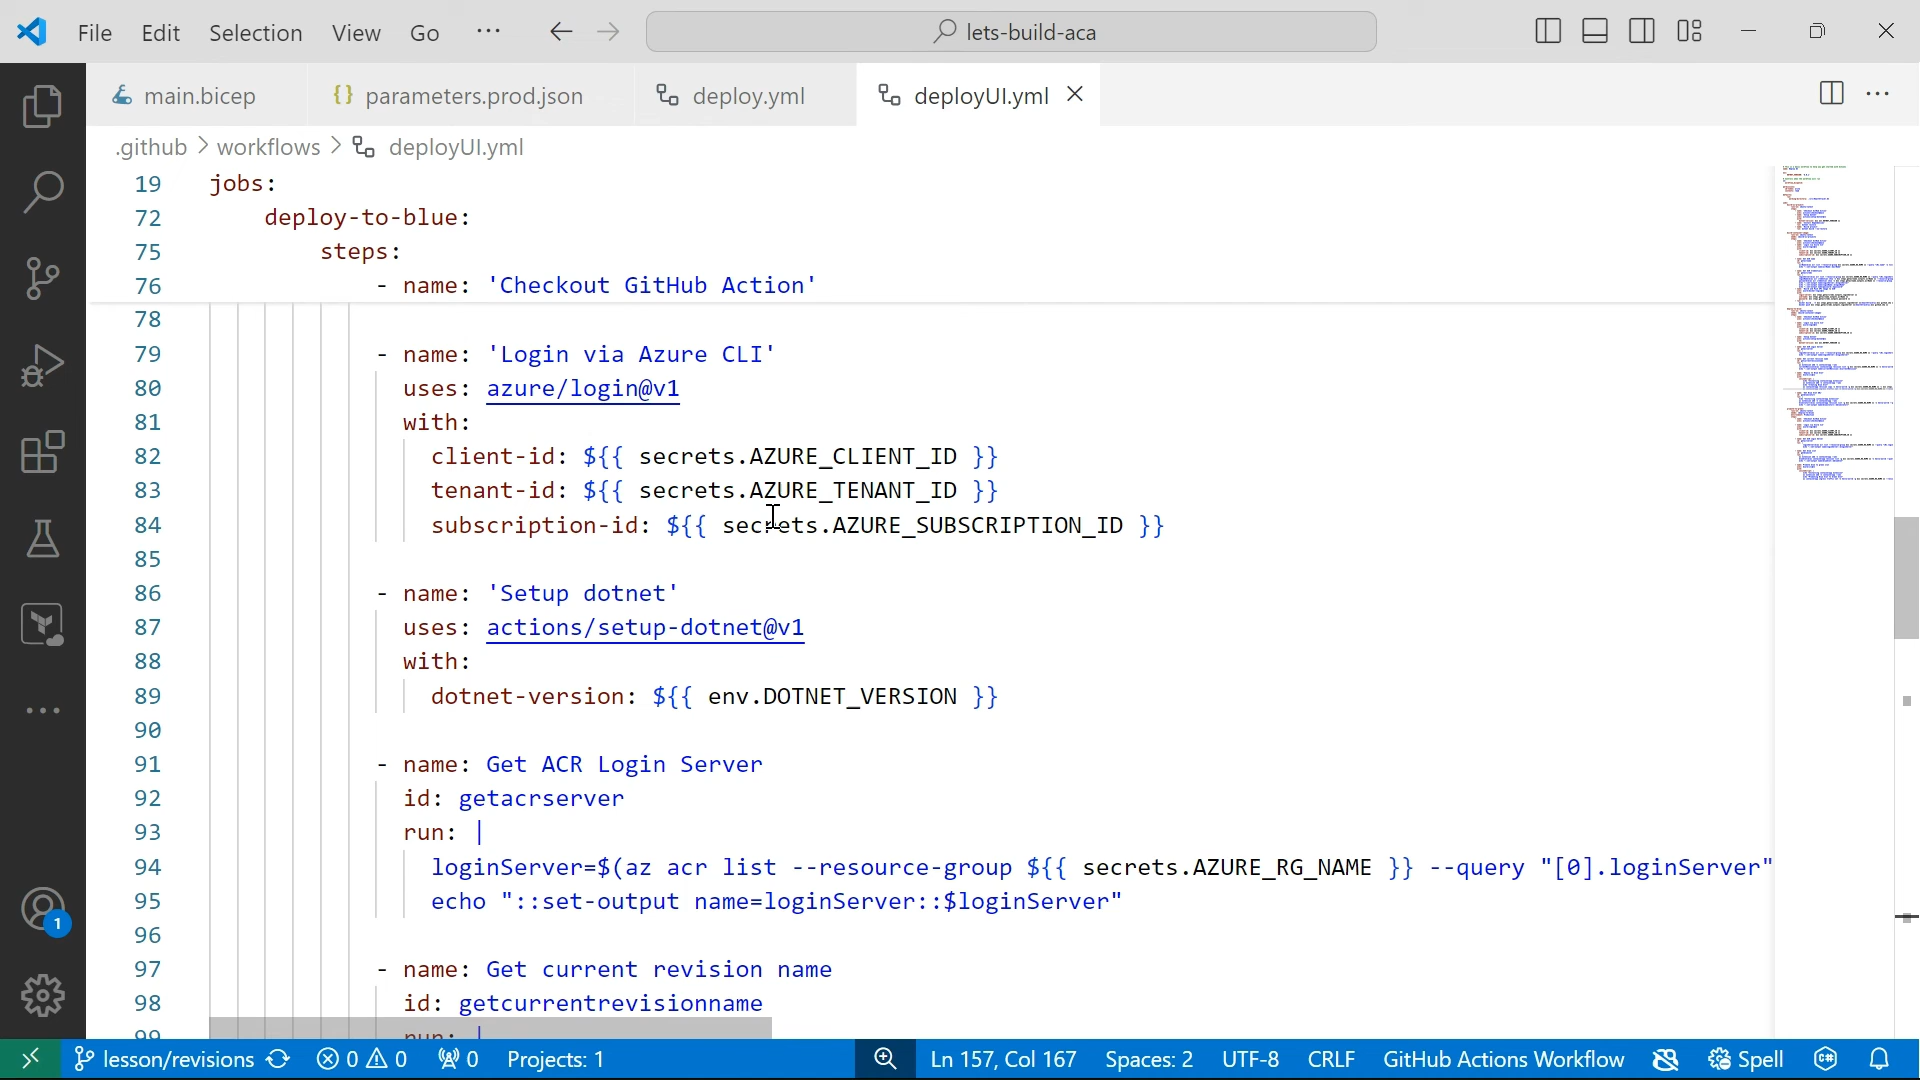 File Edit Selection View Go ··· lets-build-aca
main.bicep {} parameters.prod.json deploy.yml deployUI.yml
.github > workflows > deployUI.yml
19 jobs:
72 deploy-to-blue:
75 steps:
76 - name: 'Checkout GitHub Action'
78
79 - name: 'Login via Azure CLI'
80 uses: azure/login@v1
81 with:
82 client-id: ${{ secrets.AZURE_CLIENT_ID }}
83 tenant-id: ${{ secrets.AZURE_TENANT_ID }}
84 subscription-id: ${{ secrets.AZURE_SUBSCRIPTION_ID }}
85
86 - name: 'Setup dotnet'
87 uses: actions/setup-dotnet@v1
88 with:
89 dotnet-version: ${{ env.DOTNET_VERSION }}
90
91 - name: Get ACR Login Server
92 id: getacrserver
93 run: |
94 loginServer=$(az acr list --resource-group ${{ secrets.AZURE_RG_NAME }} --query "[0].loginServer"
95 echo "::set-output name=loginServer::$loginServer"
96
97 - name: Get current revision name
98 id: getcurrentrevisionname
99 run: |
1
lesson/revisions 0 0 0 Projects: 1 Ln 157, Col 167 Spaces: 2 UTF-8 CRLF GitHub Actions Workflow Spell